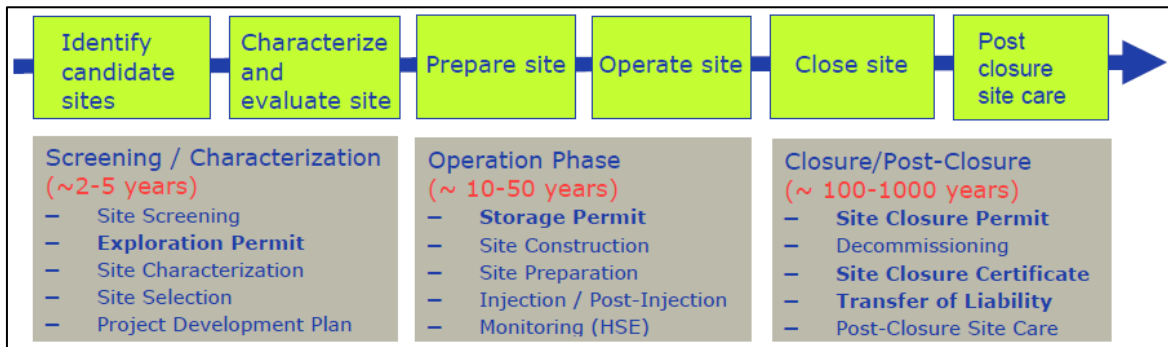 Identify
candidate
sites
Characterize
and
evaluate site
Prepare site
Operate site
Close site
Post
closure
site care
Screening / Characterization
(~2-5 years)
– Site Screening
– Exploration Permit
– Site Characterization
– Site Selection
– Project Development Plan
Operation Phase
(~ 10-50 years)
– Storage Permit
– Site Construction
– Site Preparation
– Injection / Post-Injection
– Monitoring (HSE)
Closure/Post-Closure
(~ 100-1000 years)
– Site Closure Permit
– Decommissioning
– Site Closure Certificate
– Transfer of Liability
– Post-Closure Site Care